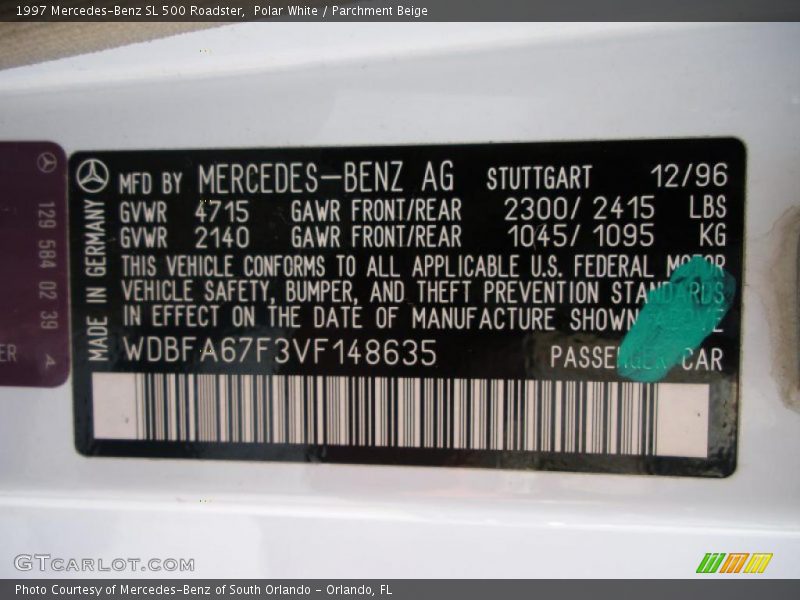 1997 Mercedes-Benz SL 500 Roadster, Polar White / Parchment Beige
MFD BY MERCEDES-BENZ AG STUTTGART 12/96
GVWR 4715 GAWR FRONT/REAR 2300/ 2415 LBS
GVWR 2140 GAWR FRONT/REAR 1045/ 1095 KG
THIS VEHICLE CONFORMS TO ALL APPLICABLE U.S. FEDERAL MOTOR
VEHICLE SAFETY, BUMPER, AND THEFT PREVENTION STANDARDS
IN EFFECT ON THE DATE OF MANUFACTURE SHOWN
WDBFA67F3VF148635 PASSENGER CAR
MADE IN GERMANY
129 584 02 39
ER A
GTCARLOT.COM
Photo Courtesy of Mercedes-Benz of South Orlando - Orlando, FL